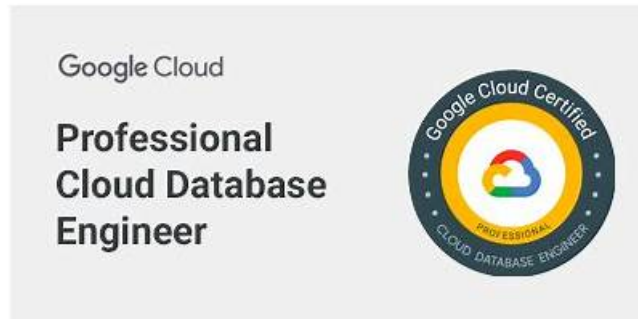 Google Cloud
Professional
Cloud Database
Engineer
Google Cloud Certified
PROFESSIONAL
CLOUD DATABASE ENGINEER